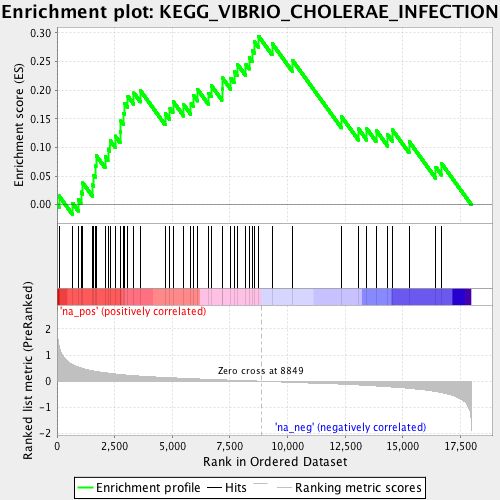 Enrichment plot: KEGG_VIBRIO_CHOLERAE_INFECTION
Enrichment score (ES)
0.30
0.25
0.20
0.15
0.10
0.05
0.00
'na_pos' (positively correlated)
Ranked list metric (PreRanked)
2
1
0
-1
-2
Zero cross at 8849
'na_neg' (negatively correlated)
0 2,500 5,000 7,500 10,000 12,500 15,000 17,500
Rank in Ordered Dataset
Enrichment profile Hits Ranking metric scores